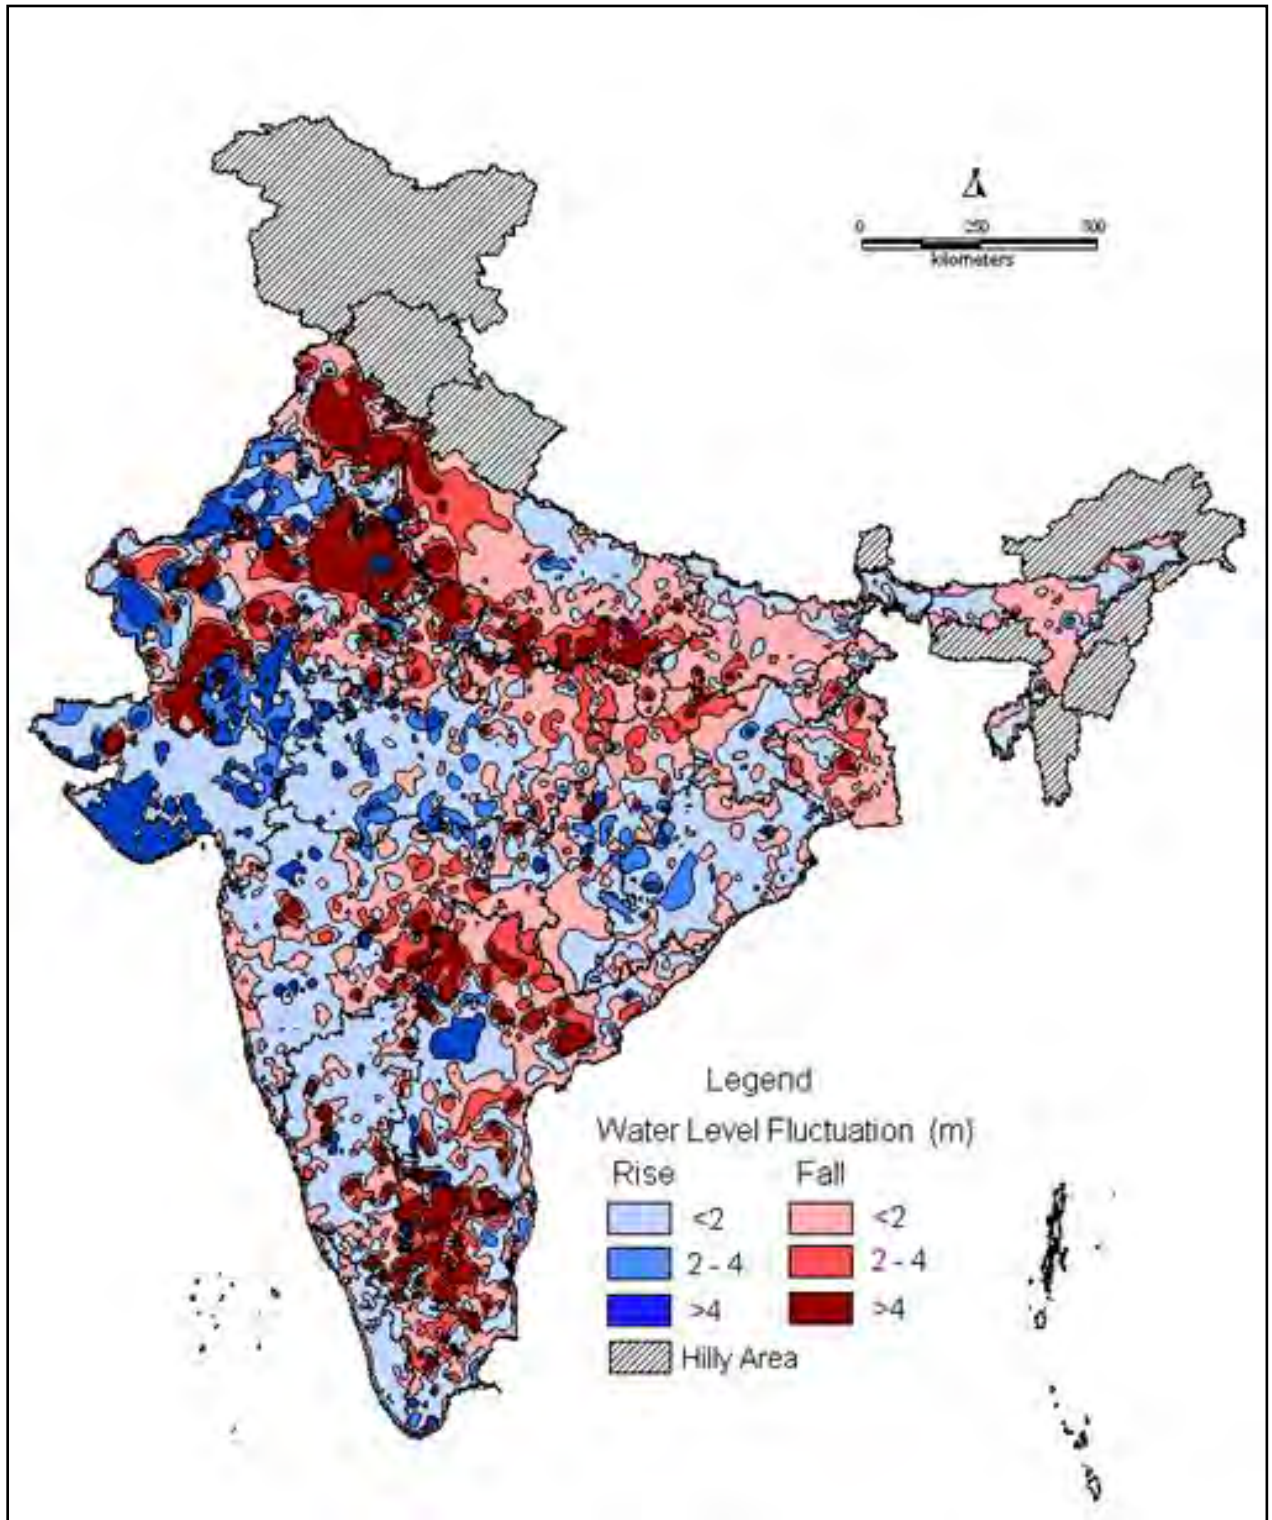 0 250 500
kilometers
Legend
Water Level Fluctuation (m)
Rise Fall
<2 <2
2 - 4 2 - 4
>4 >4
Hilly Area